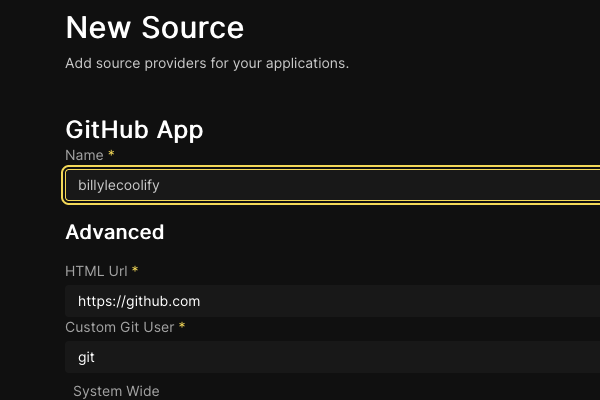 New Source
Add source providers for your applications.
GitHub App
Name *
billylecoolify
Advanced
HTML Url *
https://github.com
Custom Git User *
git
System Wide